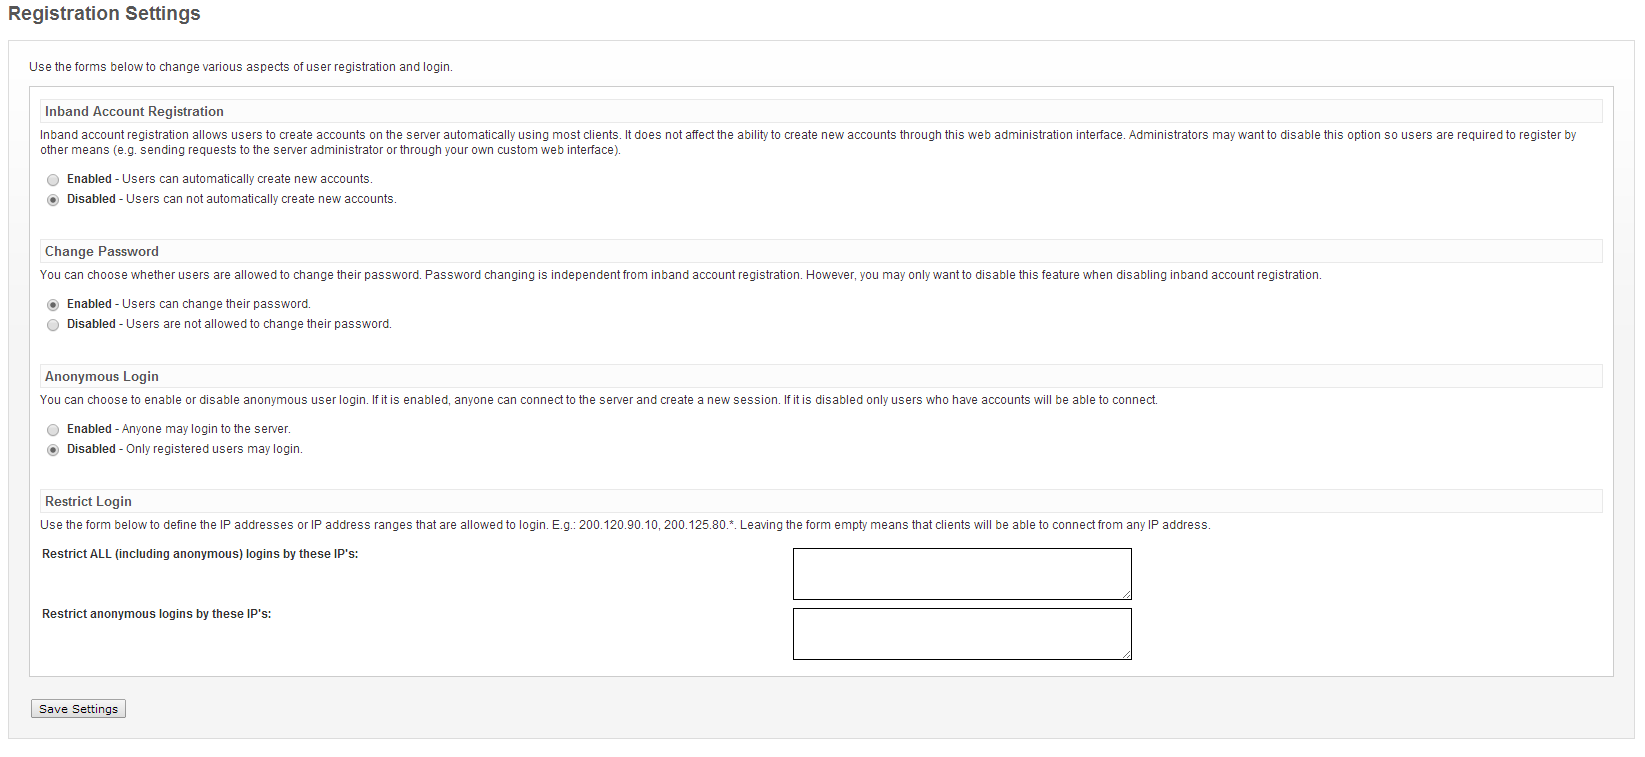 Registration Settings
Use the forms below to change various aspects of user registration and login.
Inband Account Registration
Inband account registration allows users to create accounts on the server automatically using most clients. It does not affect the ability to create new accounts through this web administration interface. Administrators may want to disable this option so users are required to register by
other means (e.g. sending requests to the server administrator or through your own custom web interface).
Enabled - Users can automatically create new accounts.
Disabled - Users can not automatically create new accounts.
Change Password
You can choose whether users are allowed to change their password. Password changing is independent from inband account registration. However, you may only want to disable this feature when disabling inband account registration.
Enabled - Users can change their password.
Disabled - Users are not allowed to change their password.
Anonymous Login
You can choose to enable or disable anonymous user login. If it is enabled, anyone can connect to the server and create a new session. If it is disabled only users who have accounts will be able to connect.
Enabled - Anyone may login to the server.
Disabled - Only registered users may login.
Restrict Login
Use the form below to define the IP addresses or IP address ranges that are allowed to login. E.g.: 200.120.90.10, 200.125.80.*. Leaving the form empty means that clients will be able to connect from any IP address.
Restrict ALL (including anonymous) logins by these IP's:
Restrict anonymous logins by these IP's:
Save Settings